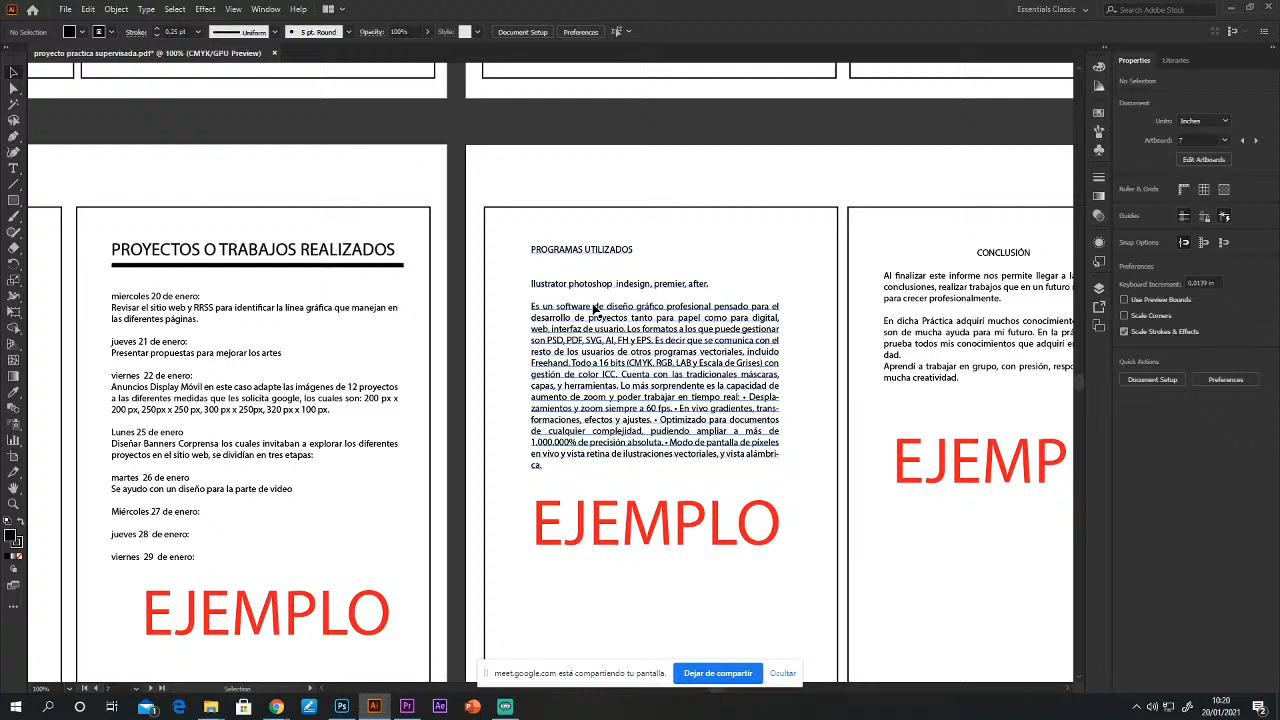 File Edit Object Type Select Effect View Window Help
Essentials Classic
Search Adobe Stock
No Selection Stroke: 0.25 pt Uniform 5 pt. Round Opacity: 100% Style: Document Setup Preferences
proyecto practica supervisada.pdf* @ 100% (CMYK/GPU Preview)
PROYECTOS O TRABAJOS REALIZADOS
miercoles 20 de enero:
Revisar el sitio web y RRSS para identificar la linea gráfica que manejan en
las diferentes páginas.
jueves 21 de enero:
Presentar propuestas para mejorar los artes
viernes 22 de enero:
Anuncios Display Móvil en este caso adapte las imágenes de 12 proyectos
a las diferentes medidas que les solicita google, los cuales son: 200 px x
200 px, 250px x 250 px, 300 px x 250px, 320 px x 100 px.
Lunes 25 de enero
Diseñar Banners Corprensa los cuales invitaban a explorar los diferentes
proyectos en el sitio web, se dividían en tres etapas:
martes 26 de enero
Se ayudo con un diseño para la parte de video
Miércoles 27 de enero:
jueves 28 de enero:
viernes 29 de enero:
EJEMPLO
PROGRAMAS UTILIZADOS
Ilustrator photoshop indesign, premier, after.
Es un software de diseño gráfico profesional pensado para el
desarrollo de proyectos tanto para papel como para digital,
web, interfaz de usuario. Los formatos a los que puede gestionar
son PSD, PDF, SVG, AI, FH y EPS. Es decir que se comunica con el
resto de los usuarios de otros programas vectoriales, incluido
Freehand. Todo a 16 bits (CMYK, RGB, LAB y Escala de Grises) con
gestión de color ICC. Cuenta con las tradicionales máscaras,
capas, y herramientas. Lo más sorprendente es la capacidad de
aumento de zoom y poder trabajar en tiempo real: • Despla-
zamientos y zoom siempre a 60 fps. • En vivo gradientes, trans-
formaciones, efectos y ajustes. • Optimizado para documentos
de cualquier complejidad, pudiendo ampliar a más de
1.000.000% de precisión absoluta. • Modo de pantalla de píxeles
en vivo y vista retina de ilustraciones vectoriales, y vista alámbri-
ca.
EJEMPLO
CONCLUSIÓN
Al finalizar este informe nos permite llegar a la
conclusiones, realizar trabajos que en un futuro n
para crecer profesionalmente.
En dicha Práctica adquirí muchos conocimiento
son de mucha ayuda para mi futuro. En la prá
prueba todos mis conocimientos que adquirí en
dad.
Aprendí a trabajar en grupo, con presión, respo
mucha creatividad.
EJEMP
Properties Libraries
No Selection
Document
Units: Inches
Artboard: 7
Edit Artboards
Ruler & Grids
Guides
Snap Options
Preferences
Keyboard Increment: 0.0139 in
Use Preview Bounds
Scale Corners
Scale Strokes & Effects
Quick Actions
Document Setup Preferences
meet.google.com está compartiendo tu pantalla. Dejar de compartir Ocultar
100% 7 Selection
10:20
20/01/2021